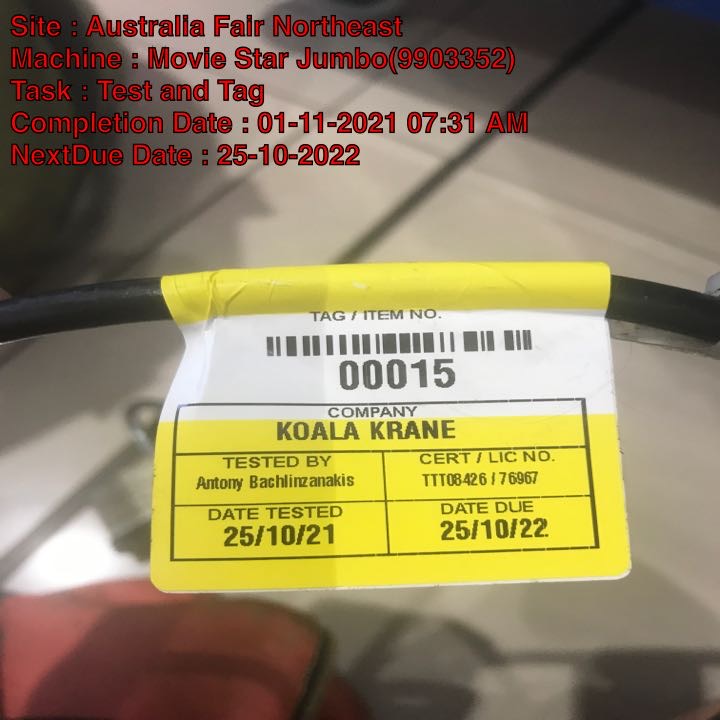 Site : Australia Fair Northeast
Machine : Movie Star Jumbo(9903352)
Task : Test and Tag
Completion Date : 01-11-2021 07:31 AM
NextDue Date : 25-10-2022
TAG / ITEM NO.
00015
COMPANY
KOALA KRANE
TESTED BY CERT / LIC NO.
Antony Bachlinzanakis TTT08426 / 76967
DATE TESTED DATE DUE
25/10/21 25/10/22